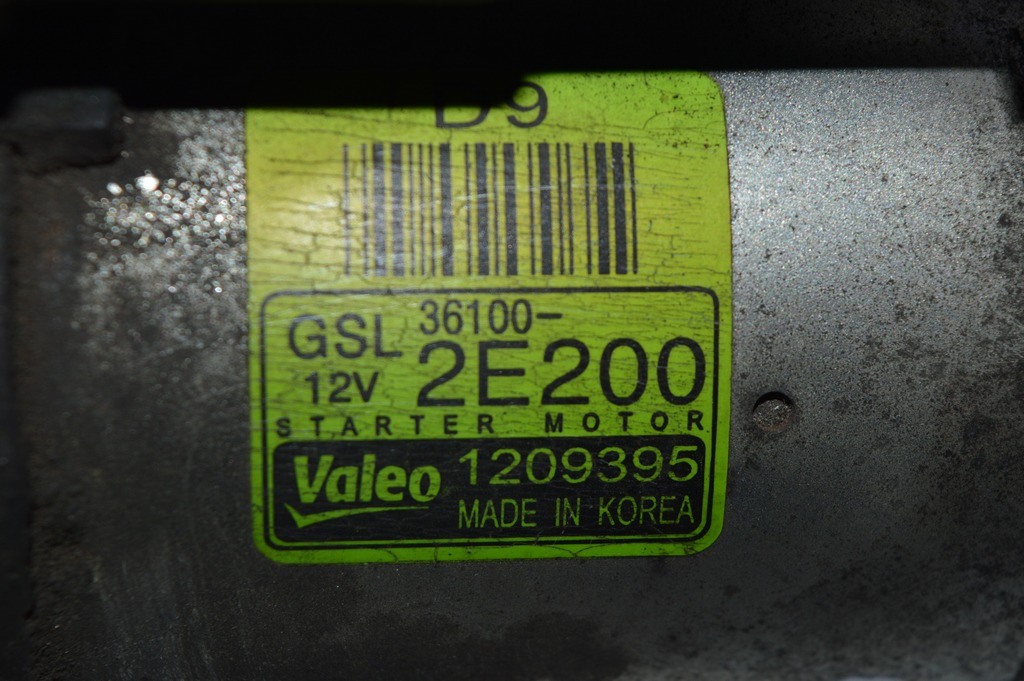 D9
GSL 36100-
12V 2E200
STARTER MOTOR
Valeo 1209395
MADE IN KOREA